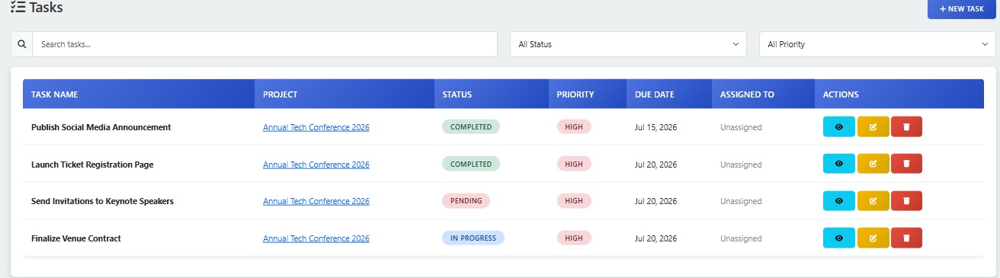 Tasks
+ NEW TASK
Search tasks...
All Status
All Priority
TASK NAME PROJECT STATUS PRIORITY DUE DATE ASSIGNED TO ACTIONS
Publish Social Media Announcement Annual Tech Conference 2026 COMPLETED HIGH Jul 15, 2026 Unassigned
Launch Ticket Registration Page Annual Tech Conference 2026 COMPLETED HIGH Jul 20, 2026 Unassigned
Send Invitations to Keynote Speakers Annual Tech Conference 2026 PENDING HIGH Jul 20, 2026 Unassigned
Finalize Venue Contract Annual Tech Conference 2026 IN PROGRESS HIGH Jul 20, 2026 Unassigned